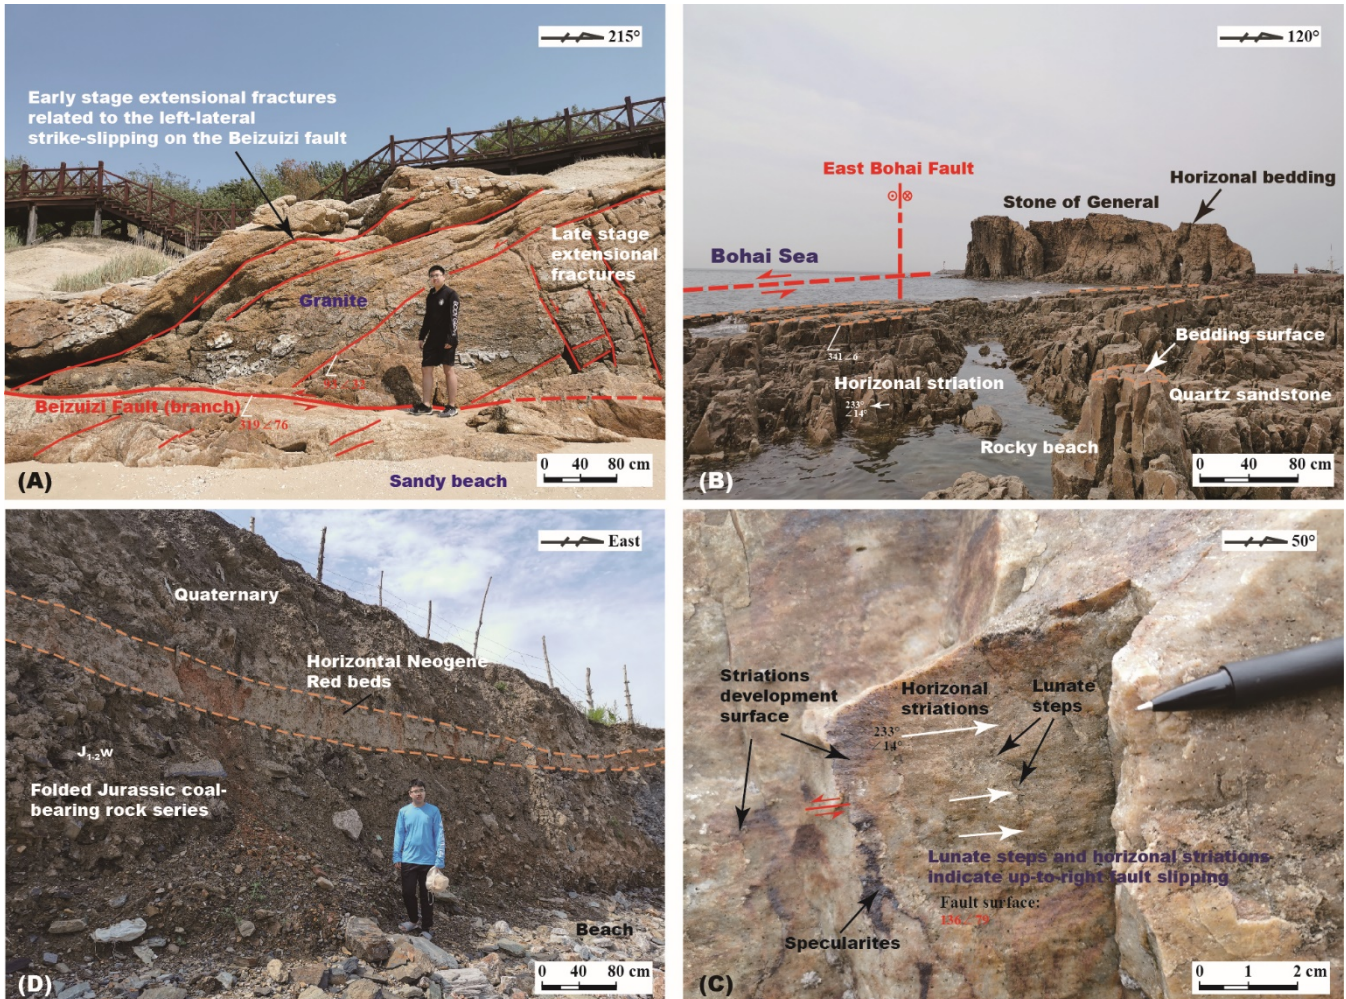 215°
Early stage extensional fractures
related to the left-lateral
strike-slipping on the Beizuizi fault
Late stage
extensional
fractures
Granite
Beizuizi Fault (branch)
319∠76
Sandy beach
0 40 80 cm
(A)
120°
East Bohai Fault
Horizonal bedding
Stone of General
Bohai Sea
Bedding surface
341∠6
Horizonal striation
233°
∠14°
Quartz sandstone
Rocky beach
0 40 80 cm
(B)
East
Quaternary
Horizontal Neogene
Red beds
J₁₋₂w
Folded Jurassic coal-
bearing rock series
Beach
0 40 80 cm
(D)
50°
Striations
development
surface
Horizonal
striations
Lunate
steps
233°
∠14°
Lunate steps and horizonal striations
indicate up-to-right fault slipping
Fault surface:
136∠79
Specularites
0 1 2 cm
(C)